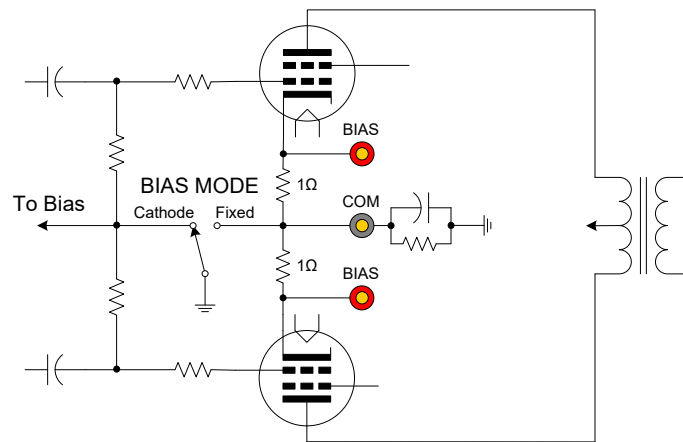 BIAS
1Ω
BIAS MODE
COM
To Bias
Cathode
Fixed
1Ω
BIAS